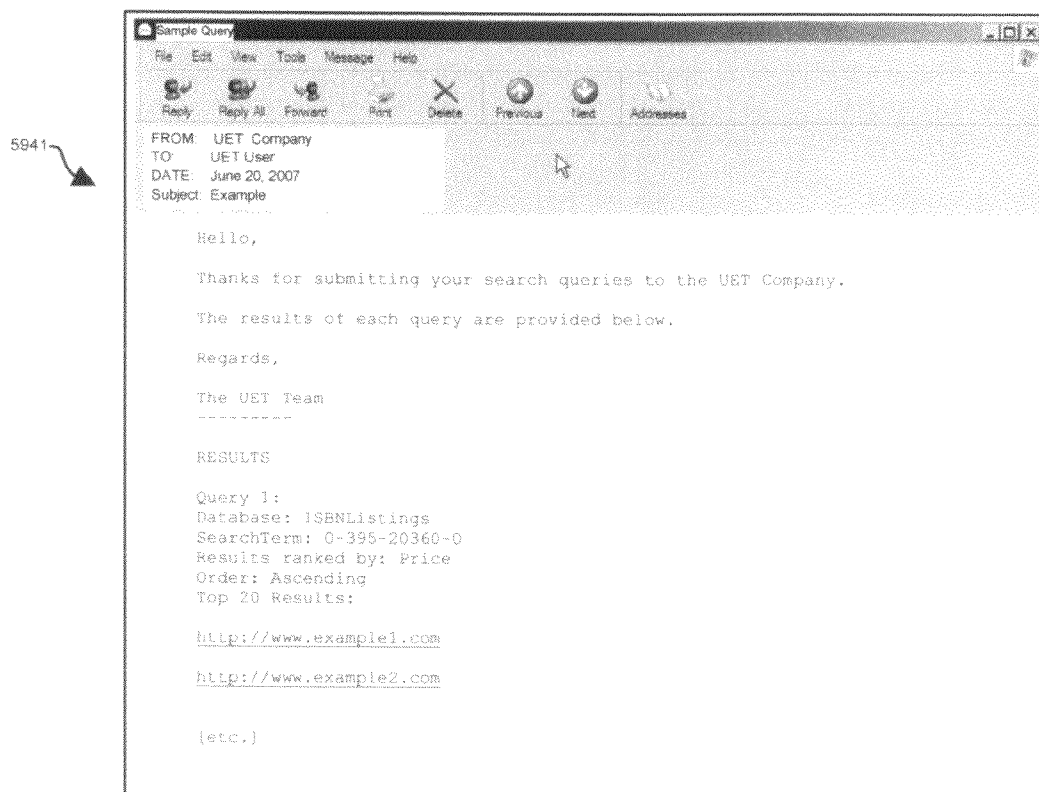 Sample Query
File Edit View Tools Message Help
Reply Reply All Forward Print Delete Previous Next Addresses
5941
FROM: UET Company
TO: UET User
DATE: June 20, 2007
Subject: Example
Hello,
Thanks for submitting your search queries to the UET Company.
The results of each query are provided below.
Regards,
The UET Team
---------
RESULTS
Query 1:
Database: ISBNListings
SearchTerm: 0-395-20360-0
Results ranked by: Price
Order: Ascending
Top 20 Results:
http://www.example1.com
http://www.example2.com
[etc.]